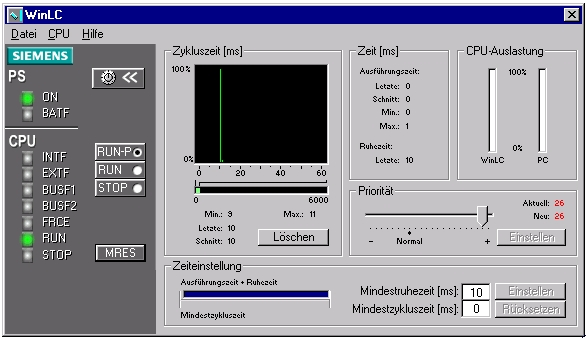 WinLC
Datei CPU Hilfe
SIEMENS
PS
ON
BATF
CPU
INTF
EXTF
BUSF1
BUSF2
FRCE
RUN
STOP
RUN-P
RUN
STOP
MRES
Zykluszeit [ms]
100%
0%
0 20 40 60
0 6000
Min.: 9 Max.: 11
Letzte: 10
Schnitt: 10
Löschen
Zeit [ms]
Ausführungszeit:
Letzte: 0
Schnitt: 0
Min.: 0
Max.: 1
Ruhezeit:
Letzte: 10
CPU-Auslastung
100%
0%
WinLC PC
Priorität
Aktuell: 26
Neu: 26
- Normal +
Einstellen
Zeiteinstellung
Ausführungszeit + Ruhezeit
Mindestzykluszeit
Mindestruhezeit [ms]: 10 Einstellen
Mindestzykluszeit [ms]: 0 Rücksetzen